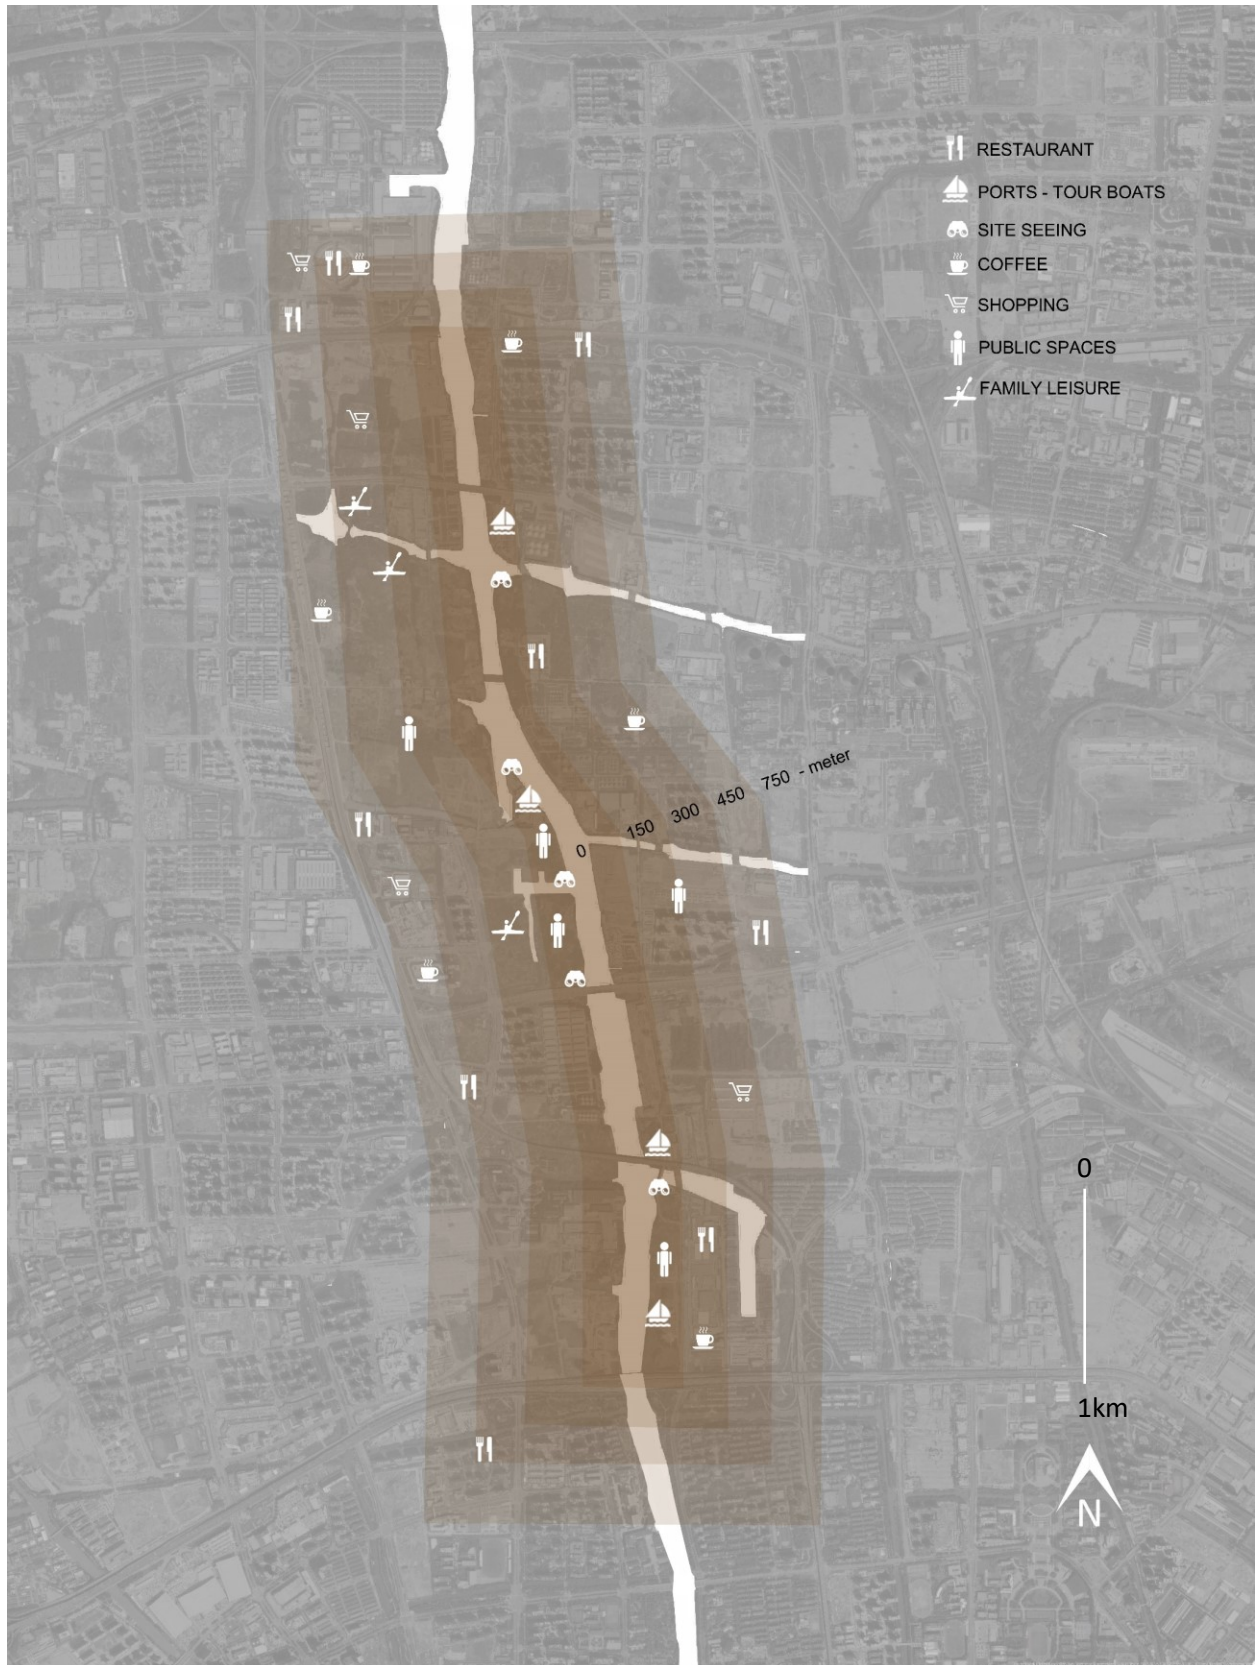 RESTAURANT
PORTS - TOUR BOATS
SITE SEEING
COFFEE
SHOPPING
PUBLIC SPACES
FAMILY LEISURE
0 150 300 450 750 - meter
0
1km
N